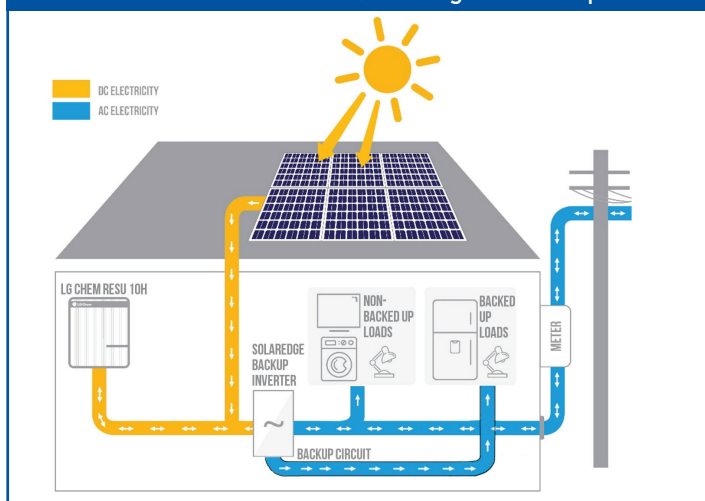 DC ELECTRICITY
AC ELECTRICITY
LG CHEM RESU 10H
NON-
BACKED UP
LOADS
BACKED
UP
LOADS
METER
SOLAREDGE
BACKUP
INVERTER
BACKUP CIRCUIT